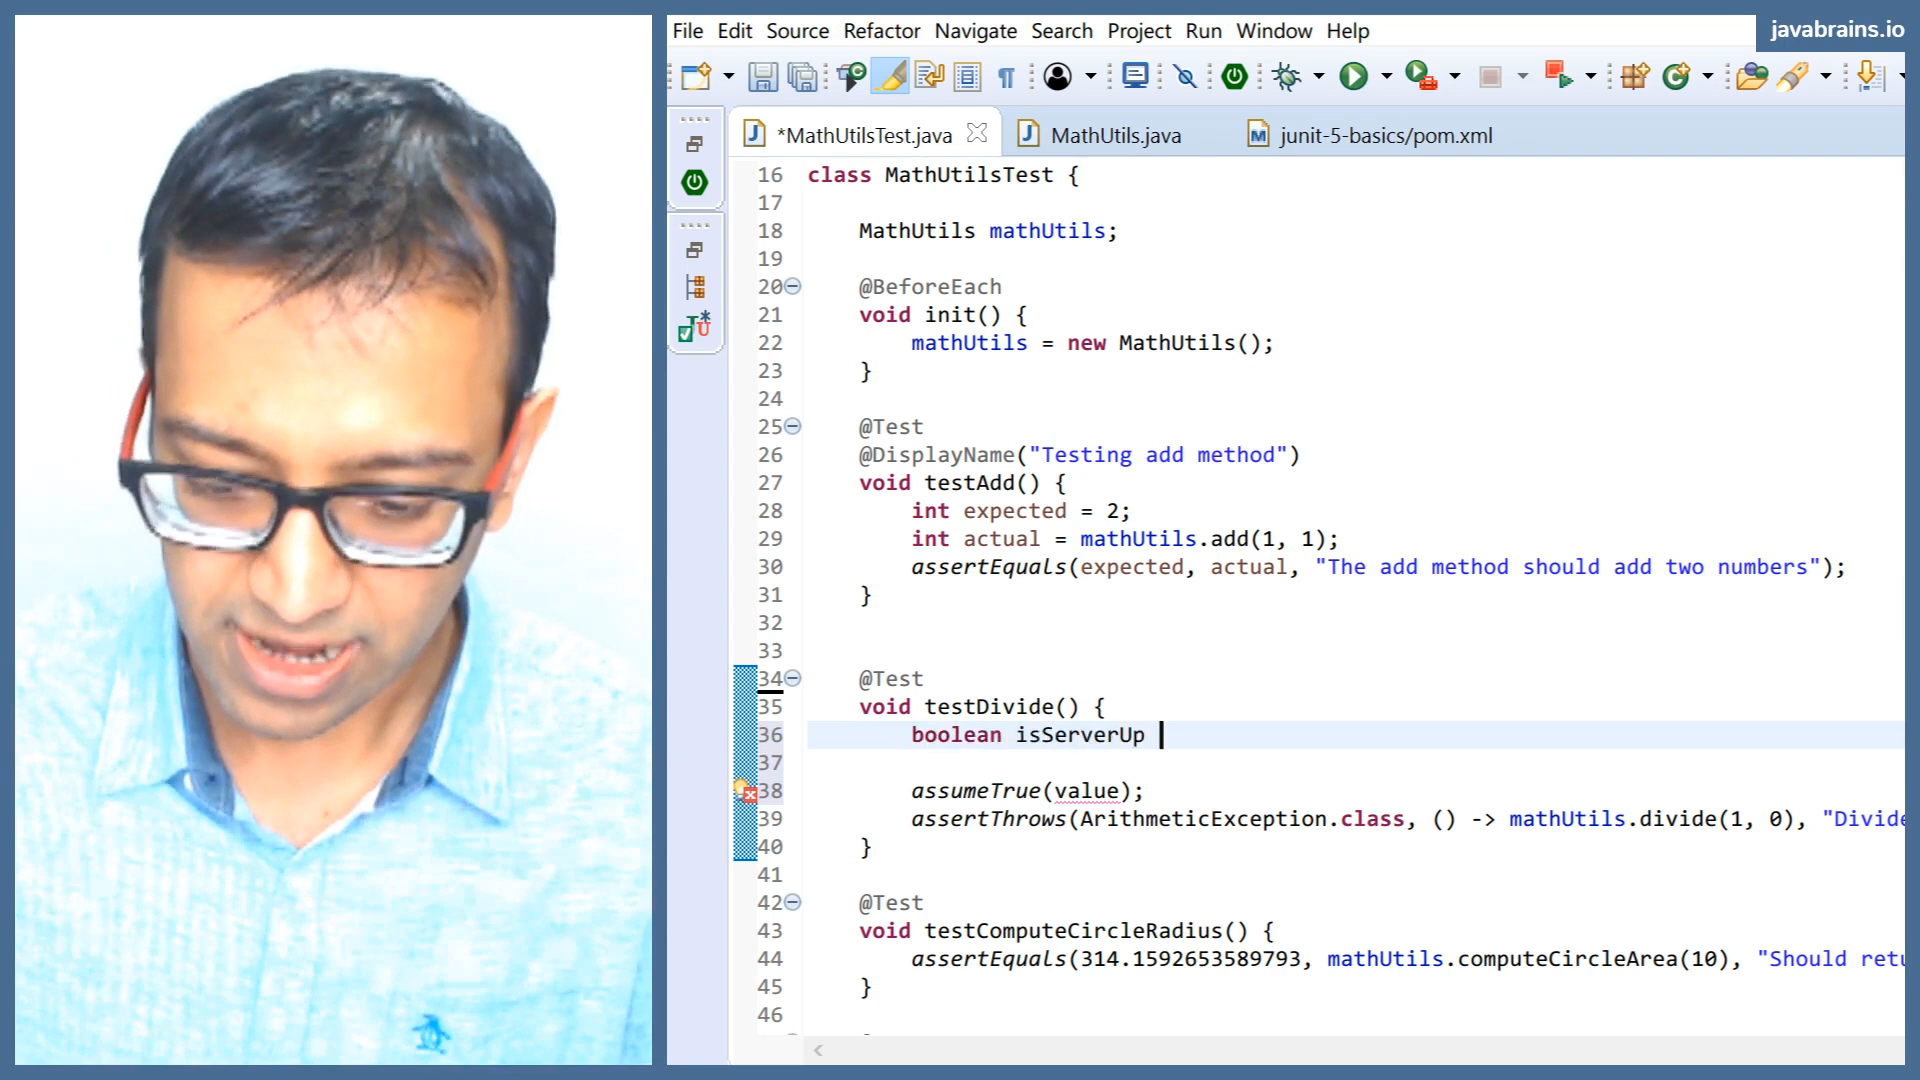 File Edit Source Refactor Navigate Search Project Run Window Help
javabrains.io
*MathUtilsTest.java MathUtils.java junit-5-basics/pom.xml
16 class MathUtilsTest {
17
18 MathUtils mathUtils;
19
20 @BeforeEach
21 void init() {
22 mathUtils = new MathUtils();
23 }
24
25 @Test
26 @DisplayName("Testing add method")
27 void testAdd() {
28 int expected = 2;
29 int actual = mathUtils.add(1, 1);
30 assertEquals(expected, actual, "The add method should add two numbers");
31 }
32
33
34 @Test
35 void testDivide() {
36 boolean isServerUp
37
38 assumeTrue(value);
39 assertThrows(ArithmeticException.class, () -> mathUtils.divide(1, 0), "Divide
40 }
41
42 @Test
43 void testComputeCircleRadius() {
44 assertEquals(314.1592653589793, mathUtils.computeCircleArea(10), "Should retu
45 }
46